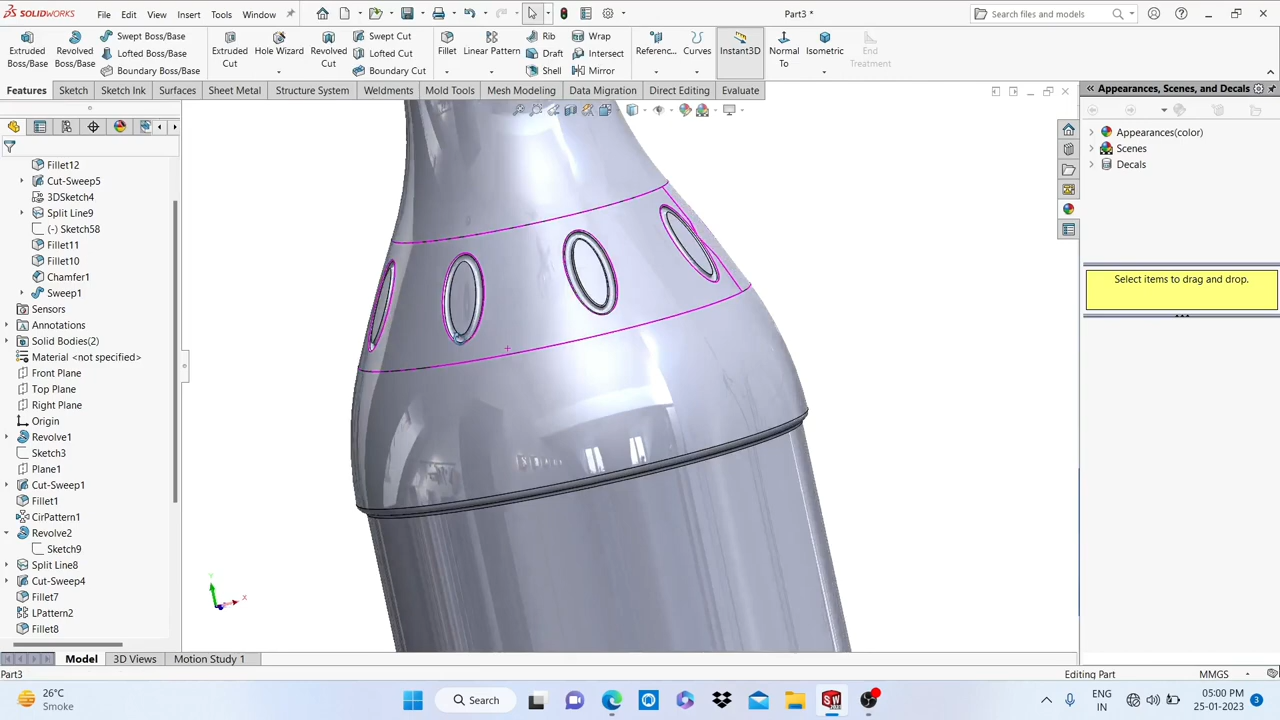 SOLIDWORKS File Edit View Insert Tools Window Part3 * Search files and models
Extruded Boss/Base Revolved Boss/Base Swept Boss/Base Lofted Boss/Base Boundary Boss/Base Extruded Cut Hole Wizard Revolved Cut Swept Cut Lofted Cut Boundary Cut Fillet Linear Pattern Rib Draft Shell Wrap Intersect Mirror Referenc... Curves Instant3D Normal To Isometric End Treatment
Features Sketch Sketch Ink Surfaces Sheet Metal Structure System Weldments Mold Tools Mesh Modeling Data Migration Direct Editing Evaluate
Appearances, Scenes, and Decals
Appearances(color)
Scenes
Decals
Select items to drag and drop.
Fillet12
Cut-Sweep5
3DSketch4
Split Line9
(-) Sketch58
Fillet11
Fillet10
Chamfer1
Sweep1
Sensors
Annotations
Solid Bodies(2)
Material <not specified>
Front Plane
Top Plane
Right Plane
Origin
Revolve1
Sketch3
Plane1
Cut-Sweep1
Fillet1
CirPattern1
Revolve2
Sketch9
Split Line8
Cut-Sweep4
Fillet7
LPattern2
Fillet8
Y
X
Model 3D Views Motion Study 1
Part3 Editing Part MMGS
26°C
Smoke
Search
ENG
IN
05:00 PM
25-01-2023
3